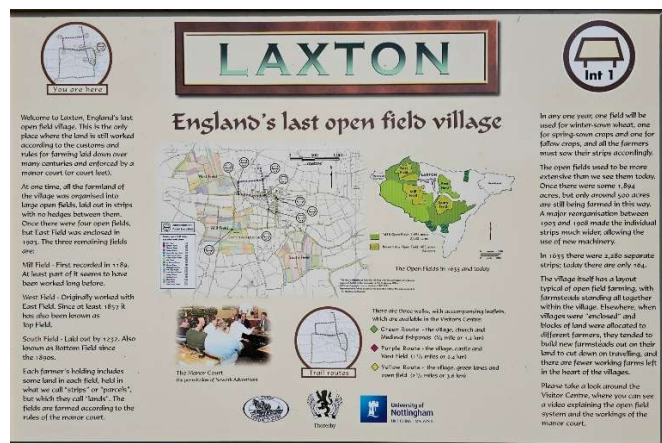 LAXTON
You are here
Int 1
England's last open field village
Welcome to Laxton, England's last
open field village. This is the only
place where the land is still worked
according to the customs and
rules for farming laid down over
many centuries and enforced by a
manor court (or court leet).
At one time, all the farmland of
the village was organised into
large open fields, laid out in strips
with no hedges between them.
Once there were four open fields,
but East Field was enclosed in
1903. The three remaining fields
are:
Mill Field - First recorded in 1189.
At least part of it seems to have
been worked long before.
West Field - Originally worked with
East Field. Since at least
it has also been known as
Top Field.
South Field - Laid out by 1232. Also
known as Bottom Field since
the 1890s.
Each farmer's holding includes
some land in each field, held in
what we call "strips" or "parcels",
but which they call "lands". The
fields are farmed according to the
rules of the manor court.
LAXTON
The Open Fields in 1635 and today
The Manor Court
Trail routes
There are three walks, with accompanying leaflets,
which are available in the Visitors Centre:
Green Route - the village, church and
Medieval fishponds
Purple Route - the village, castle and
West Field
Yellow Route - the village, green lanes and
Thoresby
University of
Nottingham
In any one year, one field will be
used for winter-sown wheat, one
for spring-sown crops and one for
fallow crops, and all the farmers
must sow their strips accordingly.
The open fields used to be more
extensive than we see them today.
Once there were some 1,894
acres, but only around 500 acres
are still being farmed in this way.
A major reorganisation between
1903 and 1908 made the individual
strips much wider, allowing the
use of new machinery.
In 1635 there were 2,280 separate
strips; today there are only 164.
The village itself has a layout
typical of open field farming, with
farmsteads standing all together
within the village. Elsewhere, when
villages were "enclosed" and
blocks of land were allocated to
different farmers, they tended to
build new farmsteads out on their
land to cut down on travelling, and
there are fewer working farms left
in the heart of the villages.
Please take a look around the
Visitor Centre, where you can see
a video explaining the open field
system and the workings of the
manor court.